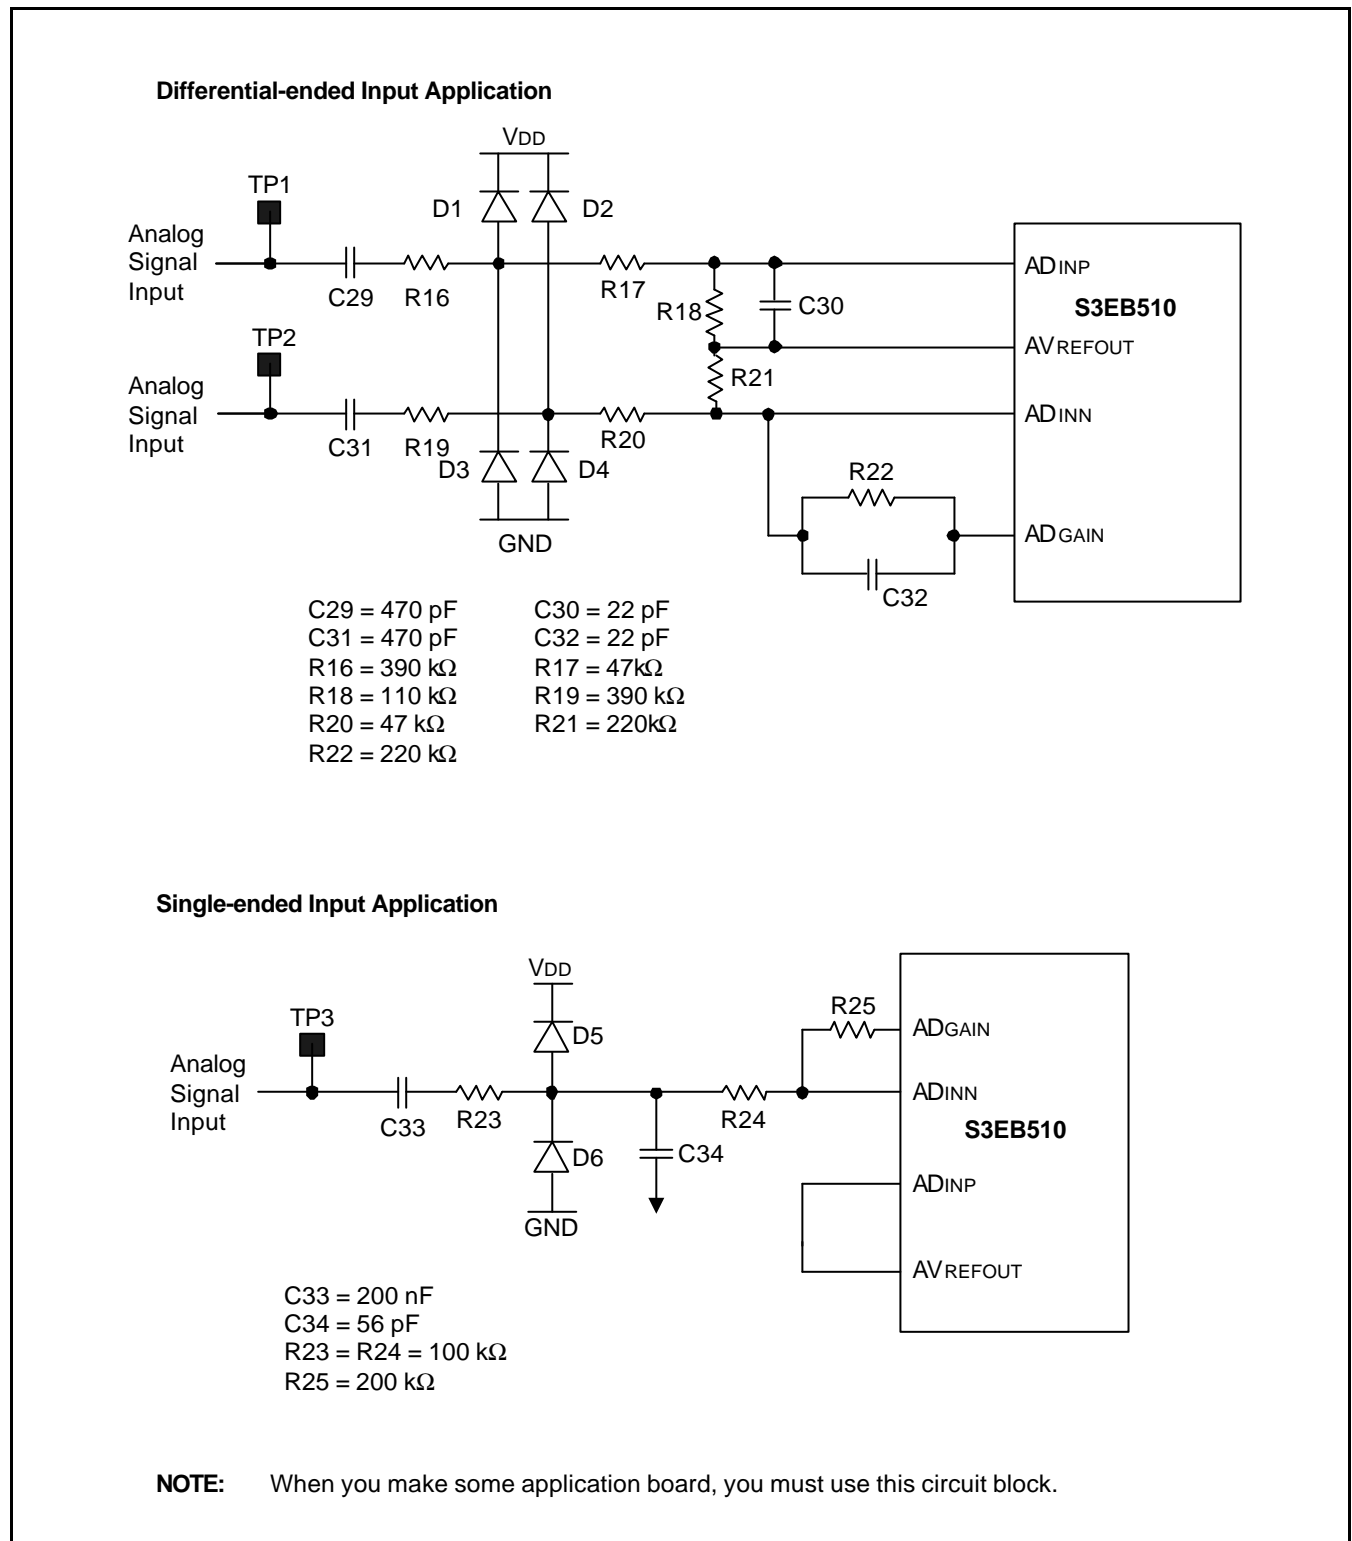 Differential-ended Input Application
VDD
TP1
D1
D2
Analog
Signal
Input
C29
R16
R17
R18
C30
ADINP
S3EB510
AVREFOUT
TP2
R21
Analog
Signal
Input
C31
R19
R20
ADINN
D3
D4
R22
GND
ADGAIN
C32
C29 = 470 pF
C30 = 22 pF
C31 = 470 pF
C32 = 22 pF
R16 = 390 kΩ
R17 = 47kΩ
R18 = 110 kΩ
R19 = 390 kΩ
R20 = 47 kΩ
R21 = 220kΩ
R22 = 220 kΩ
Single-ended Input Application
VDD
TP3
D5
R25
ADGAIN
Analog
Signal
Input
C33
R23
R24
ADINN
S3EB510
D6
C34
ADINP
GND
AVREFOUT
C33 = 200 nF
C34 = 56 pF
R23 = R24 = 100 kΩ
R25 = 200 kΩ
NOTE: When you make some application board, you must use this circuit block.